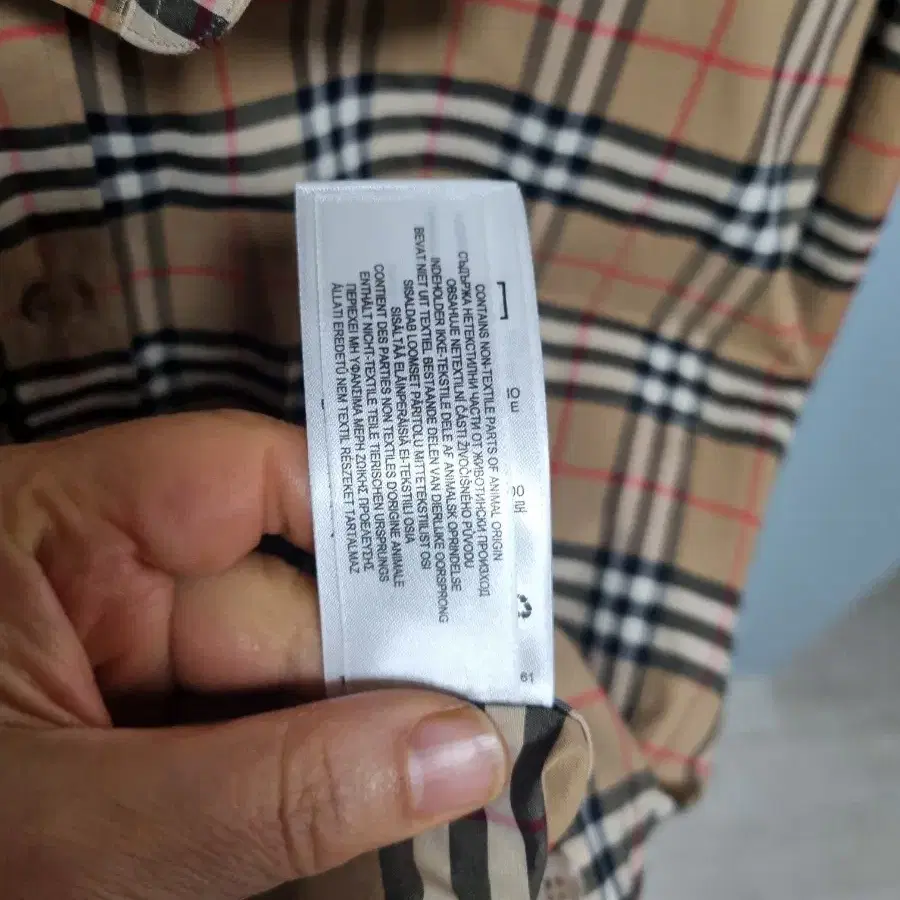 CONTAINS NON-TEXTILE PARTS OF ANIMAL ORIGIN
СЪДЪРЖА НЕТЕКСТИЛНИ ЧАСТИ ОТ ЖИВОТИНСКИ ПРОИЗХОД
OBSAHUJE NETEXTILNÍ ČÁSTI ŽIVOČIŠNÉHO PŮVODU
INDEHOLDER IKKE-TEKSTILE DELE AF ANIMALSK OPRINDELSE
BEVAT NIET UIT TEXTIEL BESTAANDE DELEN VAN DIERLIJKE OORSPRONG
SISALDAB LOOMSET PÄRITOLU MITTETEKSTIILIST OSI
SISÄLTÄÄ ELÄINPERÄISIÄ EI-TEKSTIILI OSIA
CONTIENT DES PARTIES NON TEXTILES D'ORIGINE ANIMALE
ENTHÄLT NICHT-TEXTILE TEILE TIERISCHEN URSPRUNGS
ΠΕΡΙΕΧΕΙ ΜΗ ΥΦΑΝΣΙΜΑ ΜΕΡΗ ΖΩΙΚΗΣ ΠΡΟΕΛΕΥΣΗΣ
ÁLLATI EREDETŰ NEM TEXTIL RÉSZEKET TARTALMAZ